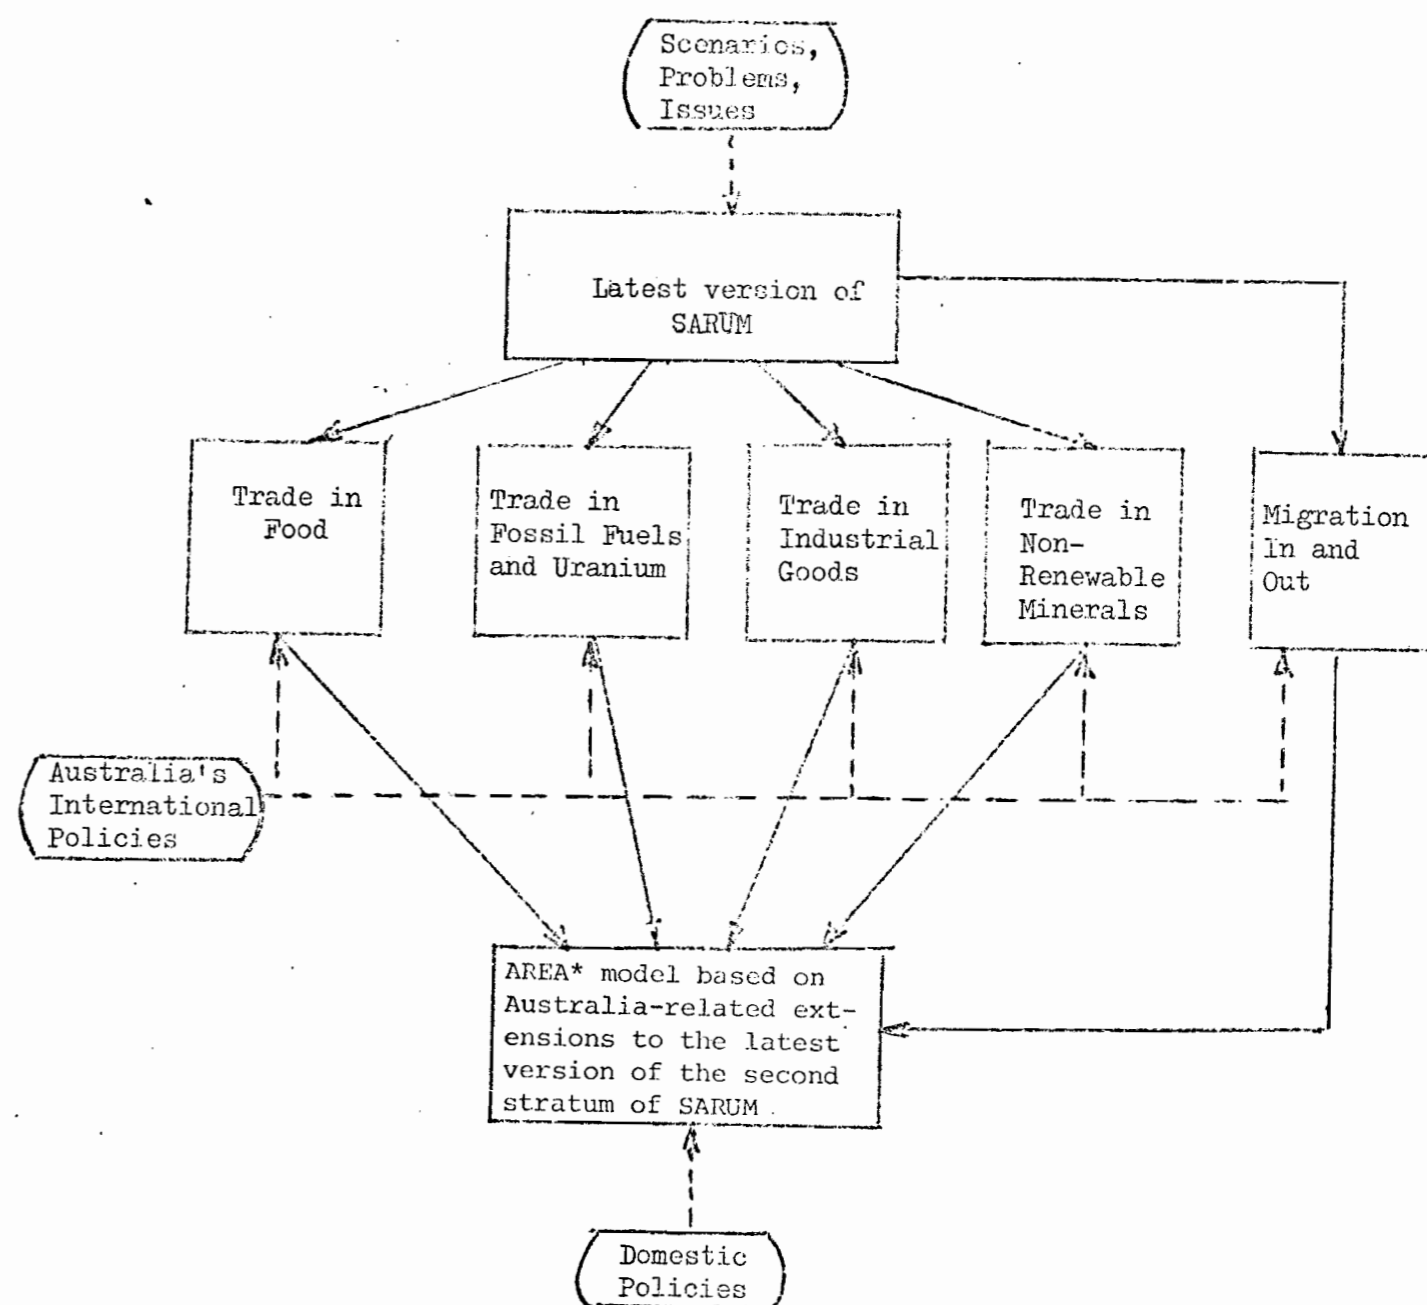 Scenarios,
Problems,
Issues
Latest version of
SARUM
Trade in
Food
Trade in
Fossil Fuels
and Uranium
Trade in
Industrial
Goods
Trade in
Non-
Renewable
Minerals
Migration
In and
Out
Australia's
International
Policies
AREA* model based on
Australia-related ext-
ensions to the latest
version of the second
stratum of SARUM
Domestic
Policies